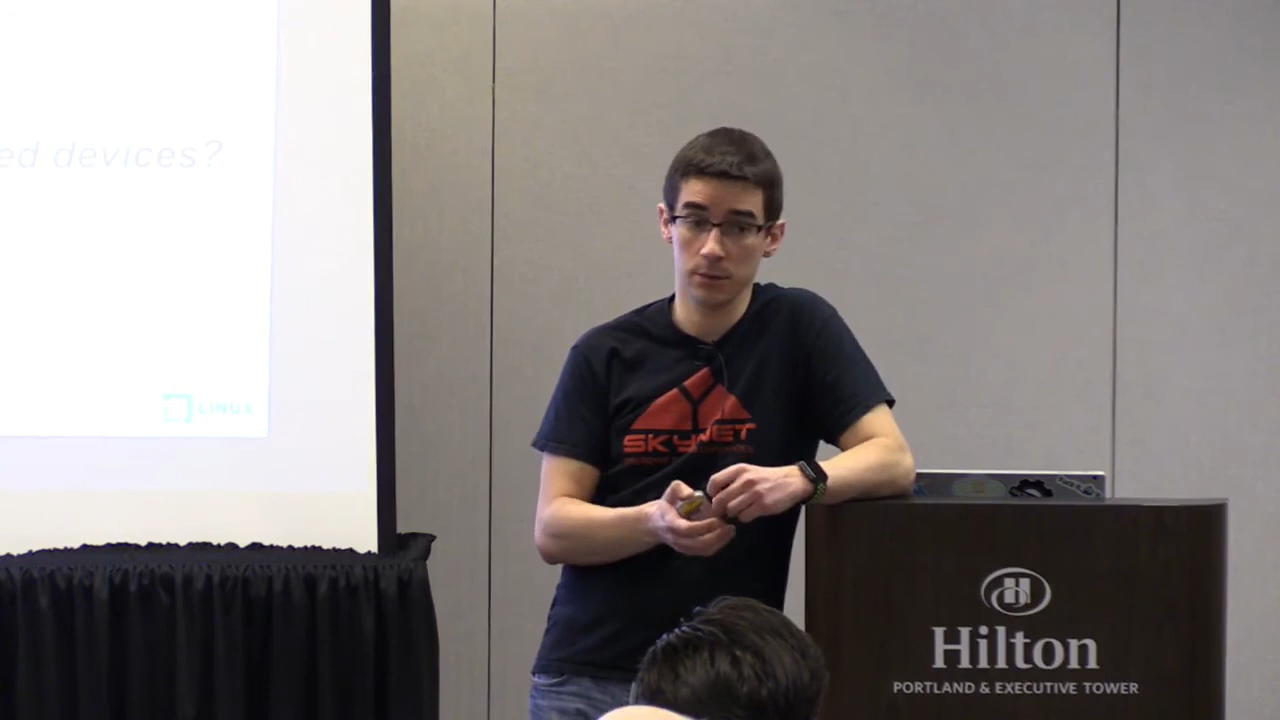 ed devices?
LINUX
SKYNET
Hilton
PORTLAND & EXECUTIVE TOWER